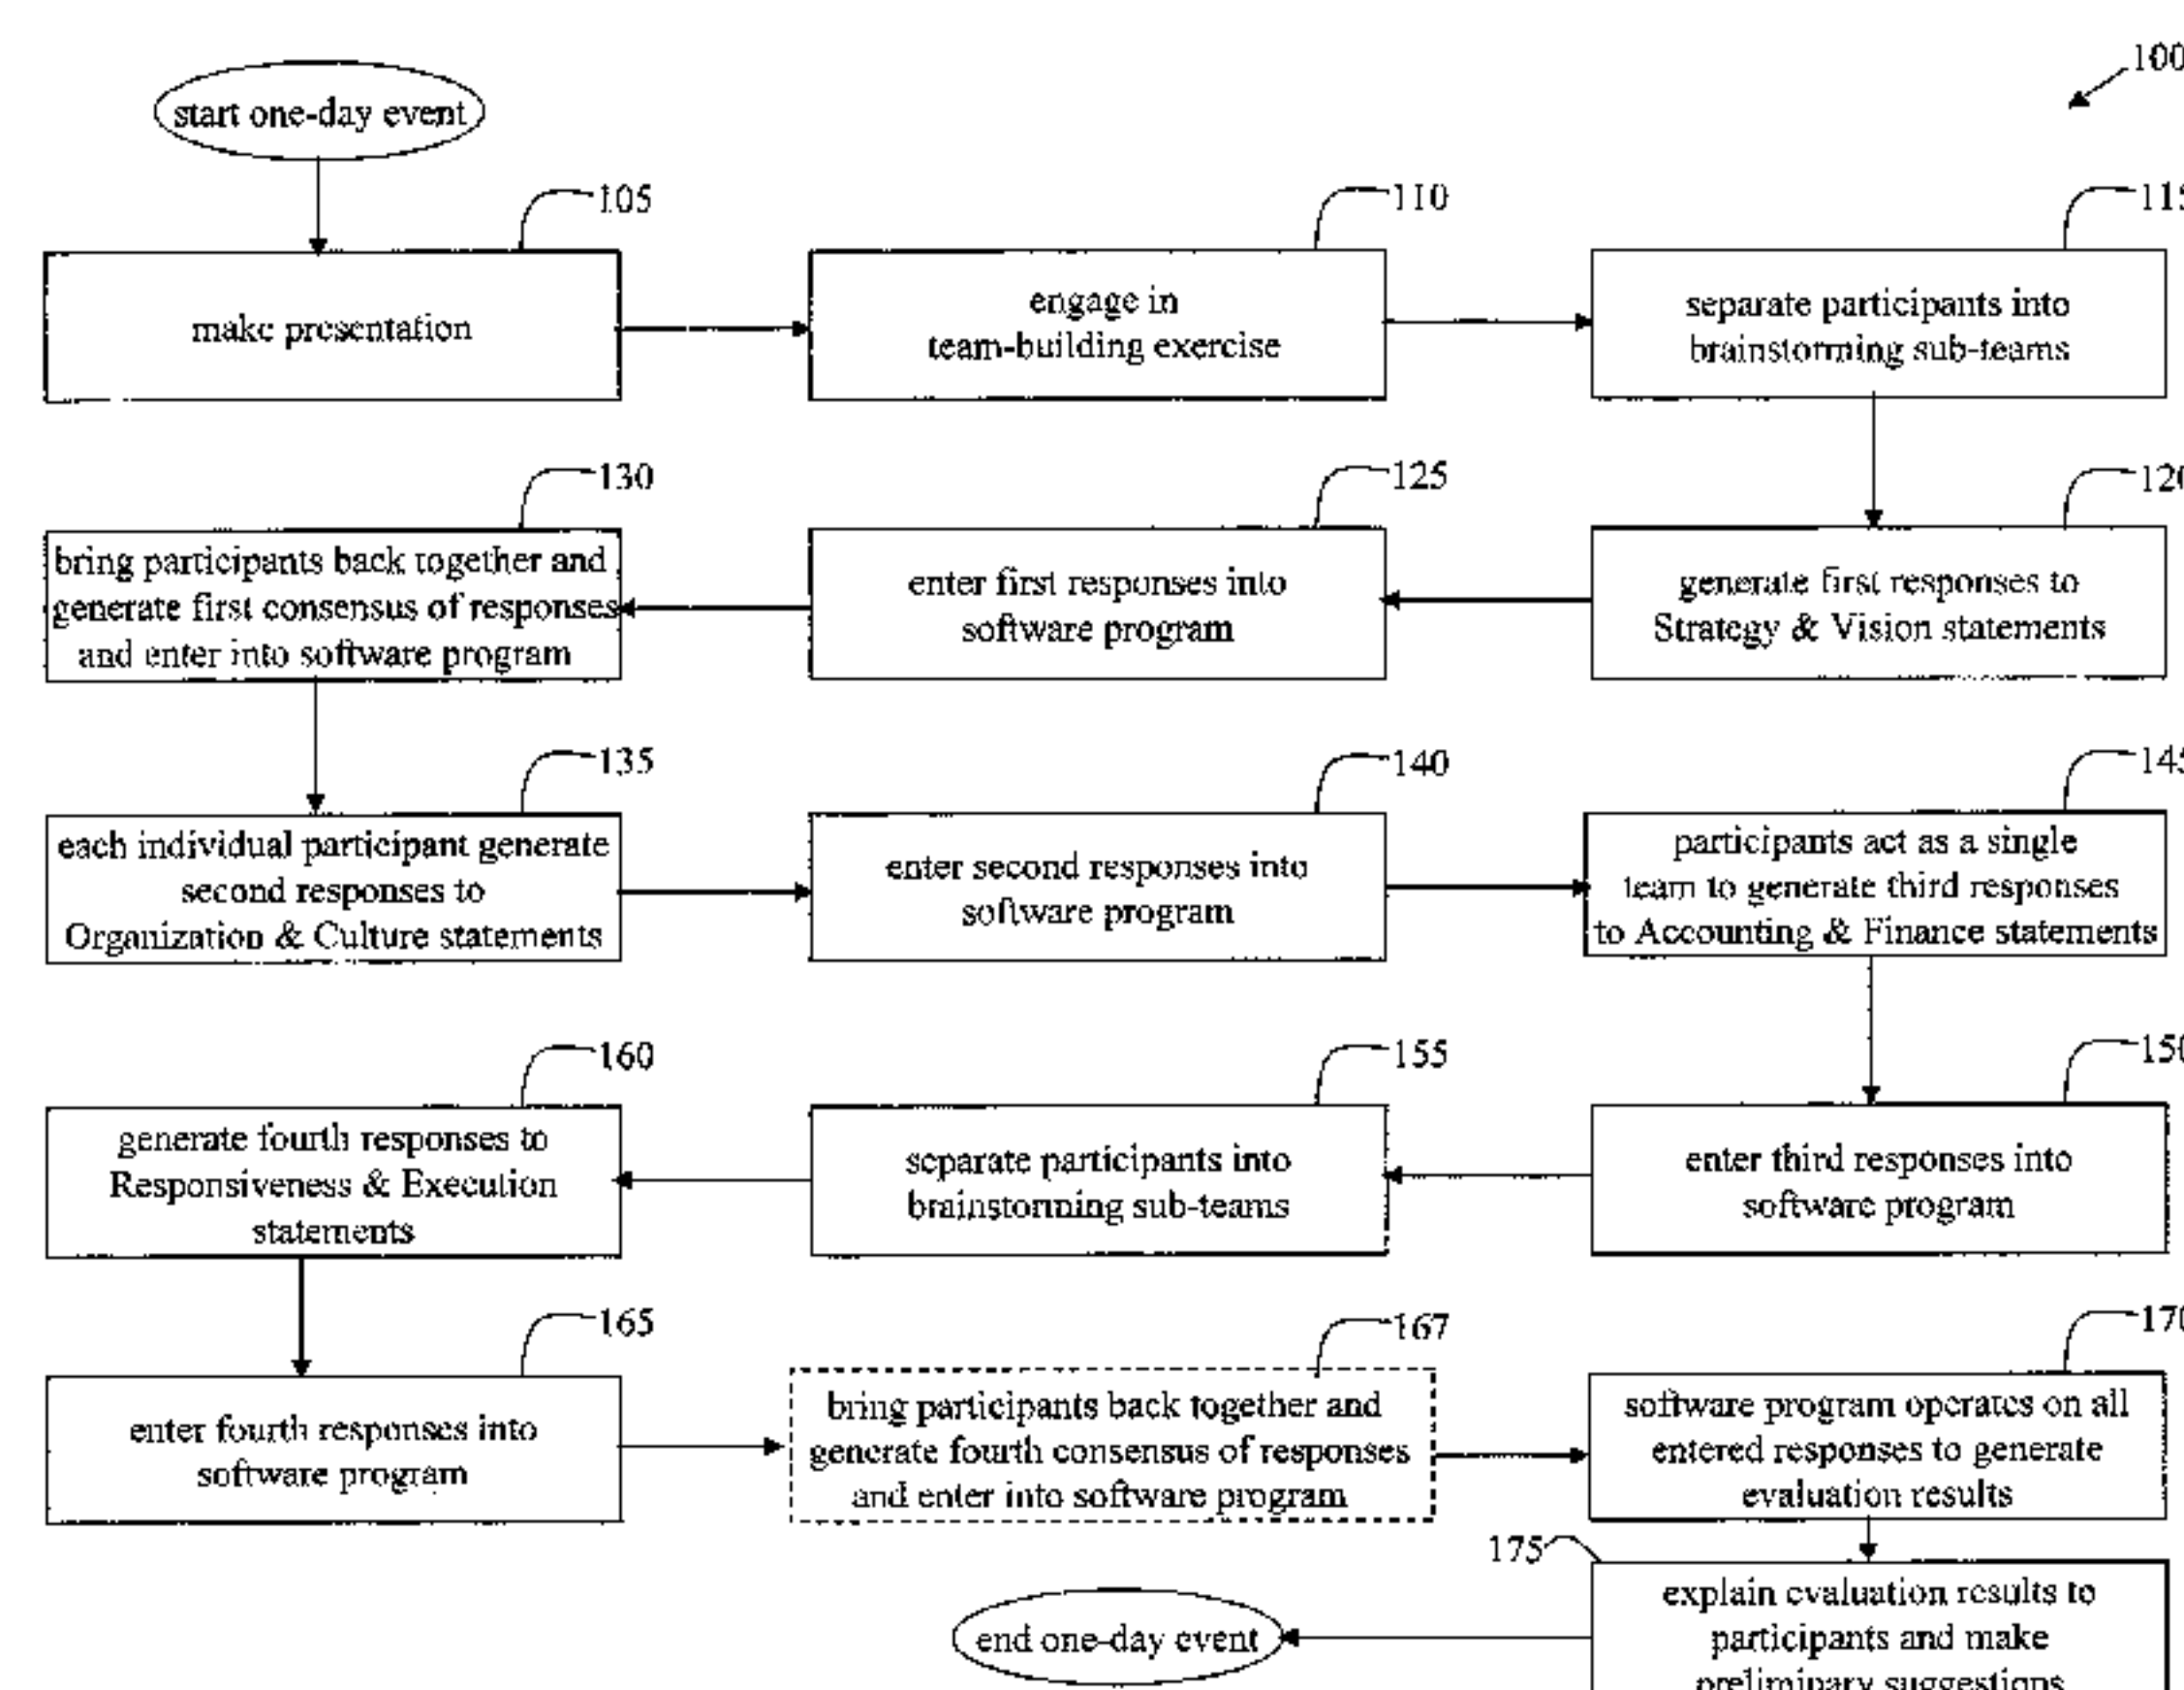 100
start one-day event
105
110
115
make presentation
engage in
team-building exercise
separate participants into
brainstorming sub-teams
130
125
120
bring participants back together and
generate first consensus of responses
and enter into software program
enter first responses into
software program
generate first responses to
Strategy & Vision statements
135
140
145
each individual participant generate
second responses to
Organization & Culture statements
enter second responses into
software program
participants act as a single
team to generate third responses
to Accounting & Finance statements
160
155
150
generate fourth responses to
Responsiveness & Execution
statements
separate participants into
brainstorming sub-teams
enter third responses into
software program
165
167
170
enter fourth responses into
software program
bring participants back together and
generate fourth consensus of responses
and enter into software program
software program operates on all
entered responses to generate
evaluation results
175
end one-day event
explain evaluation results to
participants and make
preliminary suggestions